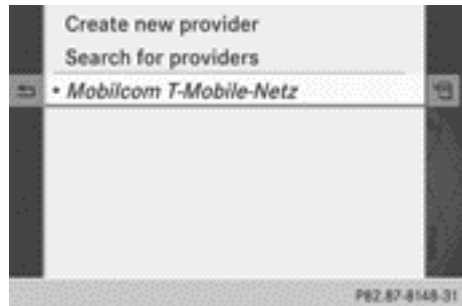 Create new provider
Search for providers
• Mobilcom T-Mobile-Netz
P82.87-8148-31